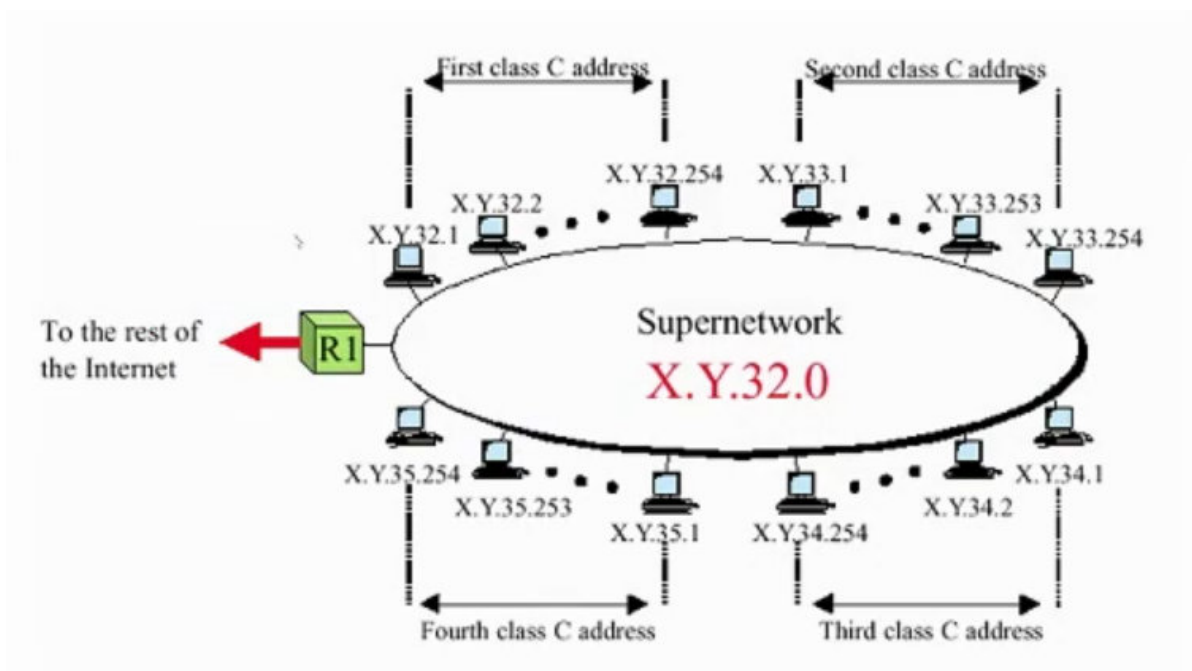 First class C address
Second class C address
X.Y.32.254
X.Y.33.1
X.Y.32.2
X.Y.33.253
X.Y.32.1
X.Y.33.254
To the rest of
the Internet
R1
Supernetwork
X.Y.32.0
X.Y.35.254
X.Y.34.1
X.Y.35.253
X.Y.34.2
X.Y.35.1
X.Y.34.254
Fourth class C address
Third class C address